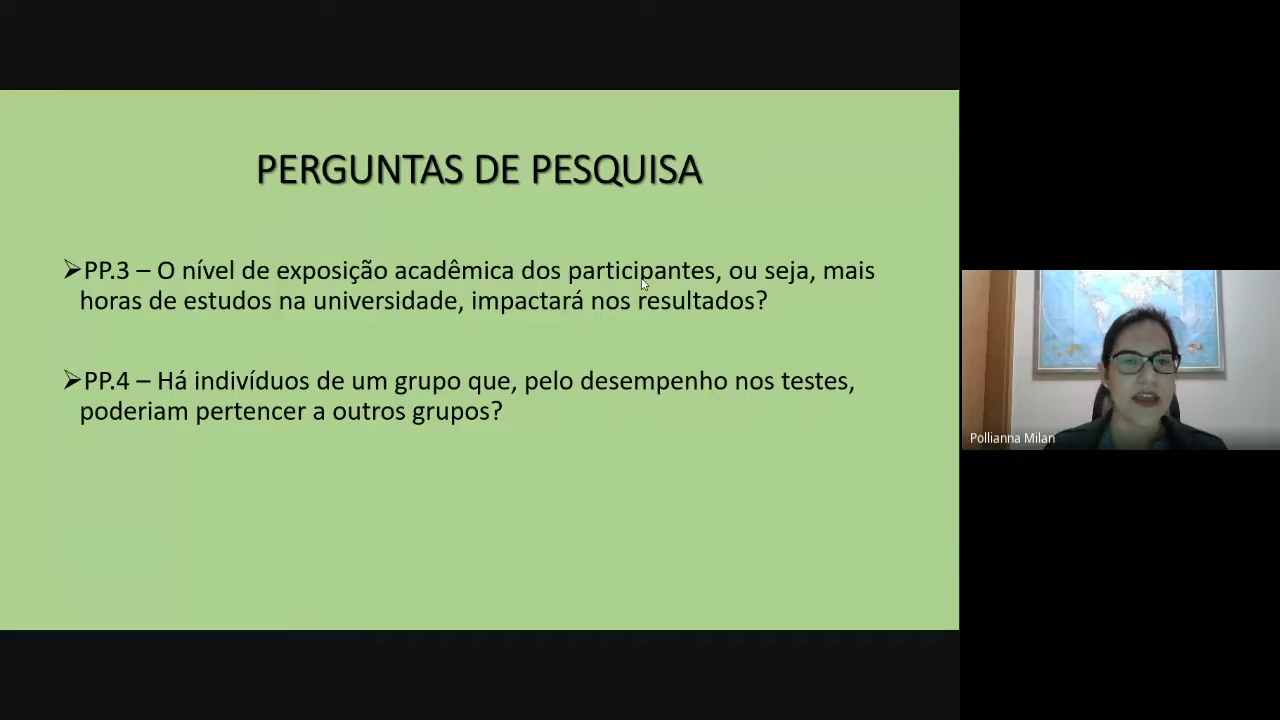 PERGUNTAS DE PESQUISA
➢PP.3 – O nível de exposição acadêmica dos participantes, ou seja, mais
horas de estudos na universidade, impactará nos resultados?
➢PP.4 – Há indivíduos de um grupo que, pelo desempenho nos testes,
poderiam pertencer a outros grupos?
Pollianna Milan